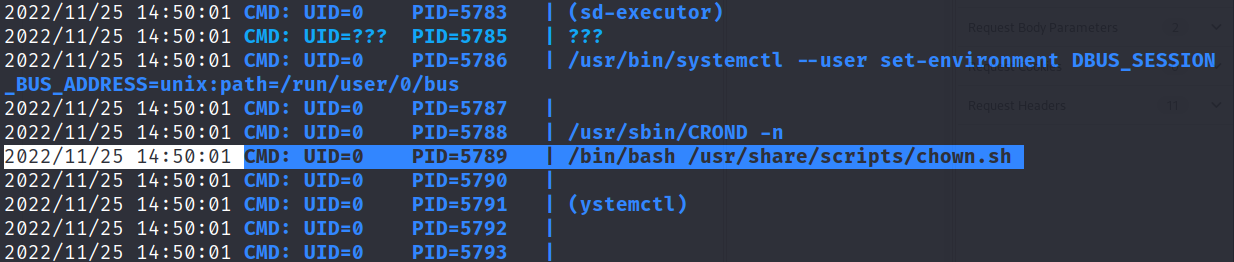 2022/11/25 14:50:01 CMD: UID=0    PID=5783   | (sd-executor)
2022/11/25 14:50:01 CMD: UID=???  PID=5785   | ???
2022/11/25 14:50:01 CMD: UID=0    PID=5786   | /usr/bin/systemctl --user set-environment DBUS_SESSION
_BUS_ADDRESS=unix:path=/run/user/0/bus
2022/11/25 14:50:01 CMD: UID=0    PID=5787   |
2022/11/25 14:50:01 CMD: UID=0    PID=5788   | /usr/sbin/CROND -n
2022/11/25 14:50:01 CMD: UID=0    PID=5789   | /bin/bash /usr/share/scripts/chown.sh
2022/11/25 14:50:01 CMD: UID=0    PID=5790   |
2022/11/25 14:50:01 CMD: UID=0    PID=5791   | (ystemctl)
2022/11/25 14:50:01 CMD: UID=0    PID=5792   |
2022/11/25 14:50:01 CMD: UID=0    PID=5793   |
Request Body Parameters
2
Request Headers
11